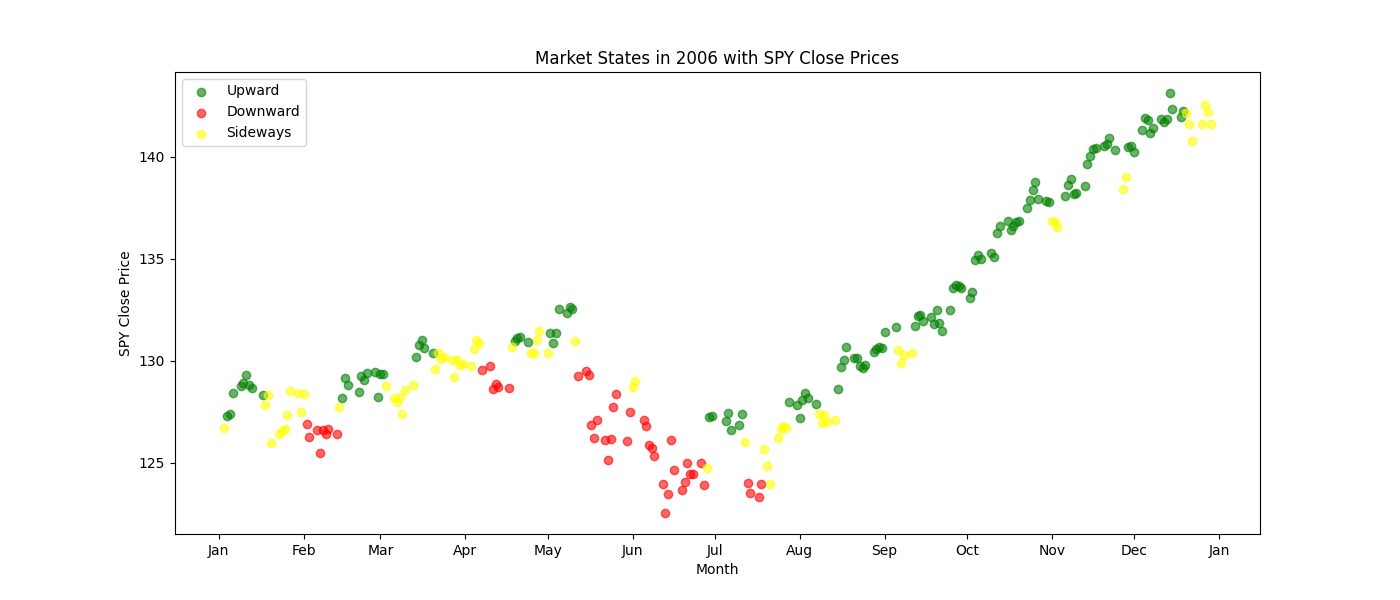 Market States in 2006 with SPY Close Prices
Upward
Downward
Sideways
SPY Close Price
140
135
130
125
Jan Feb Mar Apr May Jun Jul Aug Sep Oct Nov Dec Jan
Month